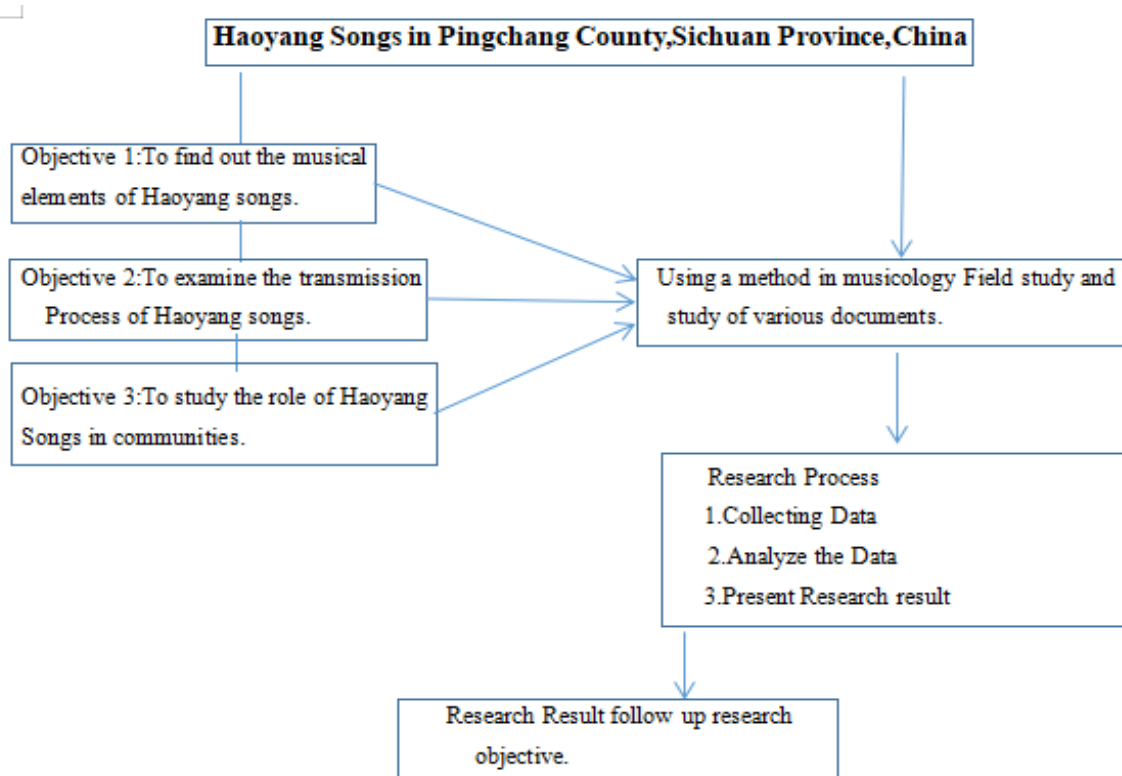 Haoyang Songs in Pingchang County,Sichuan Province,China
Objective 1:To find out the musical
elements of Haoyang songs.
Objective 2:To examine the transmission
Process of Haoyang songs.
Objective 3:To study the role of Haoyang
Songs in communities.
Using a method in musicology Field study and
study of various documents.
Research Process
1.Collecting Data
2.Analyze the Data
3.Present Research result
Research Result follow up research
objective.